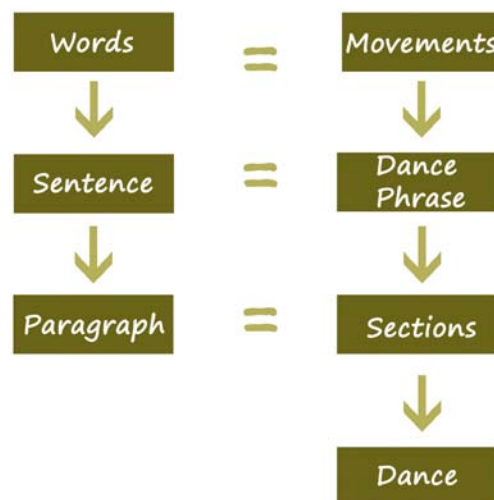 Words = Movements
Sentence = Dance
Phrase
Paragraph = Sections
Dance